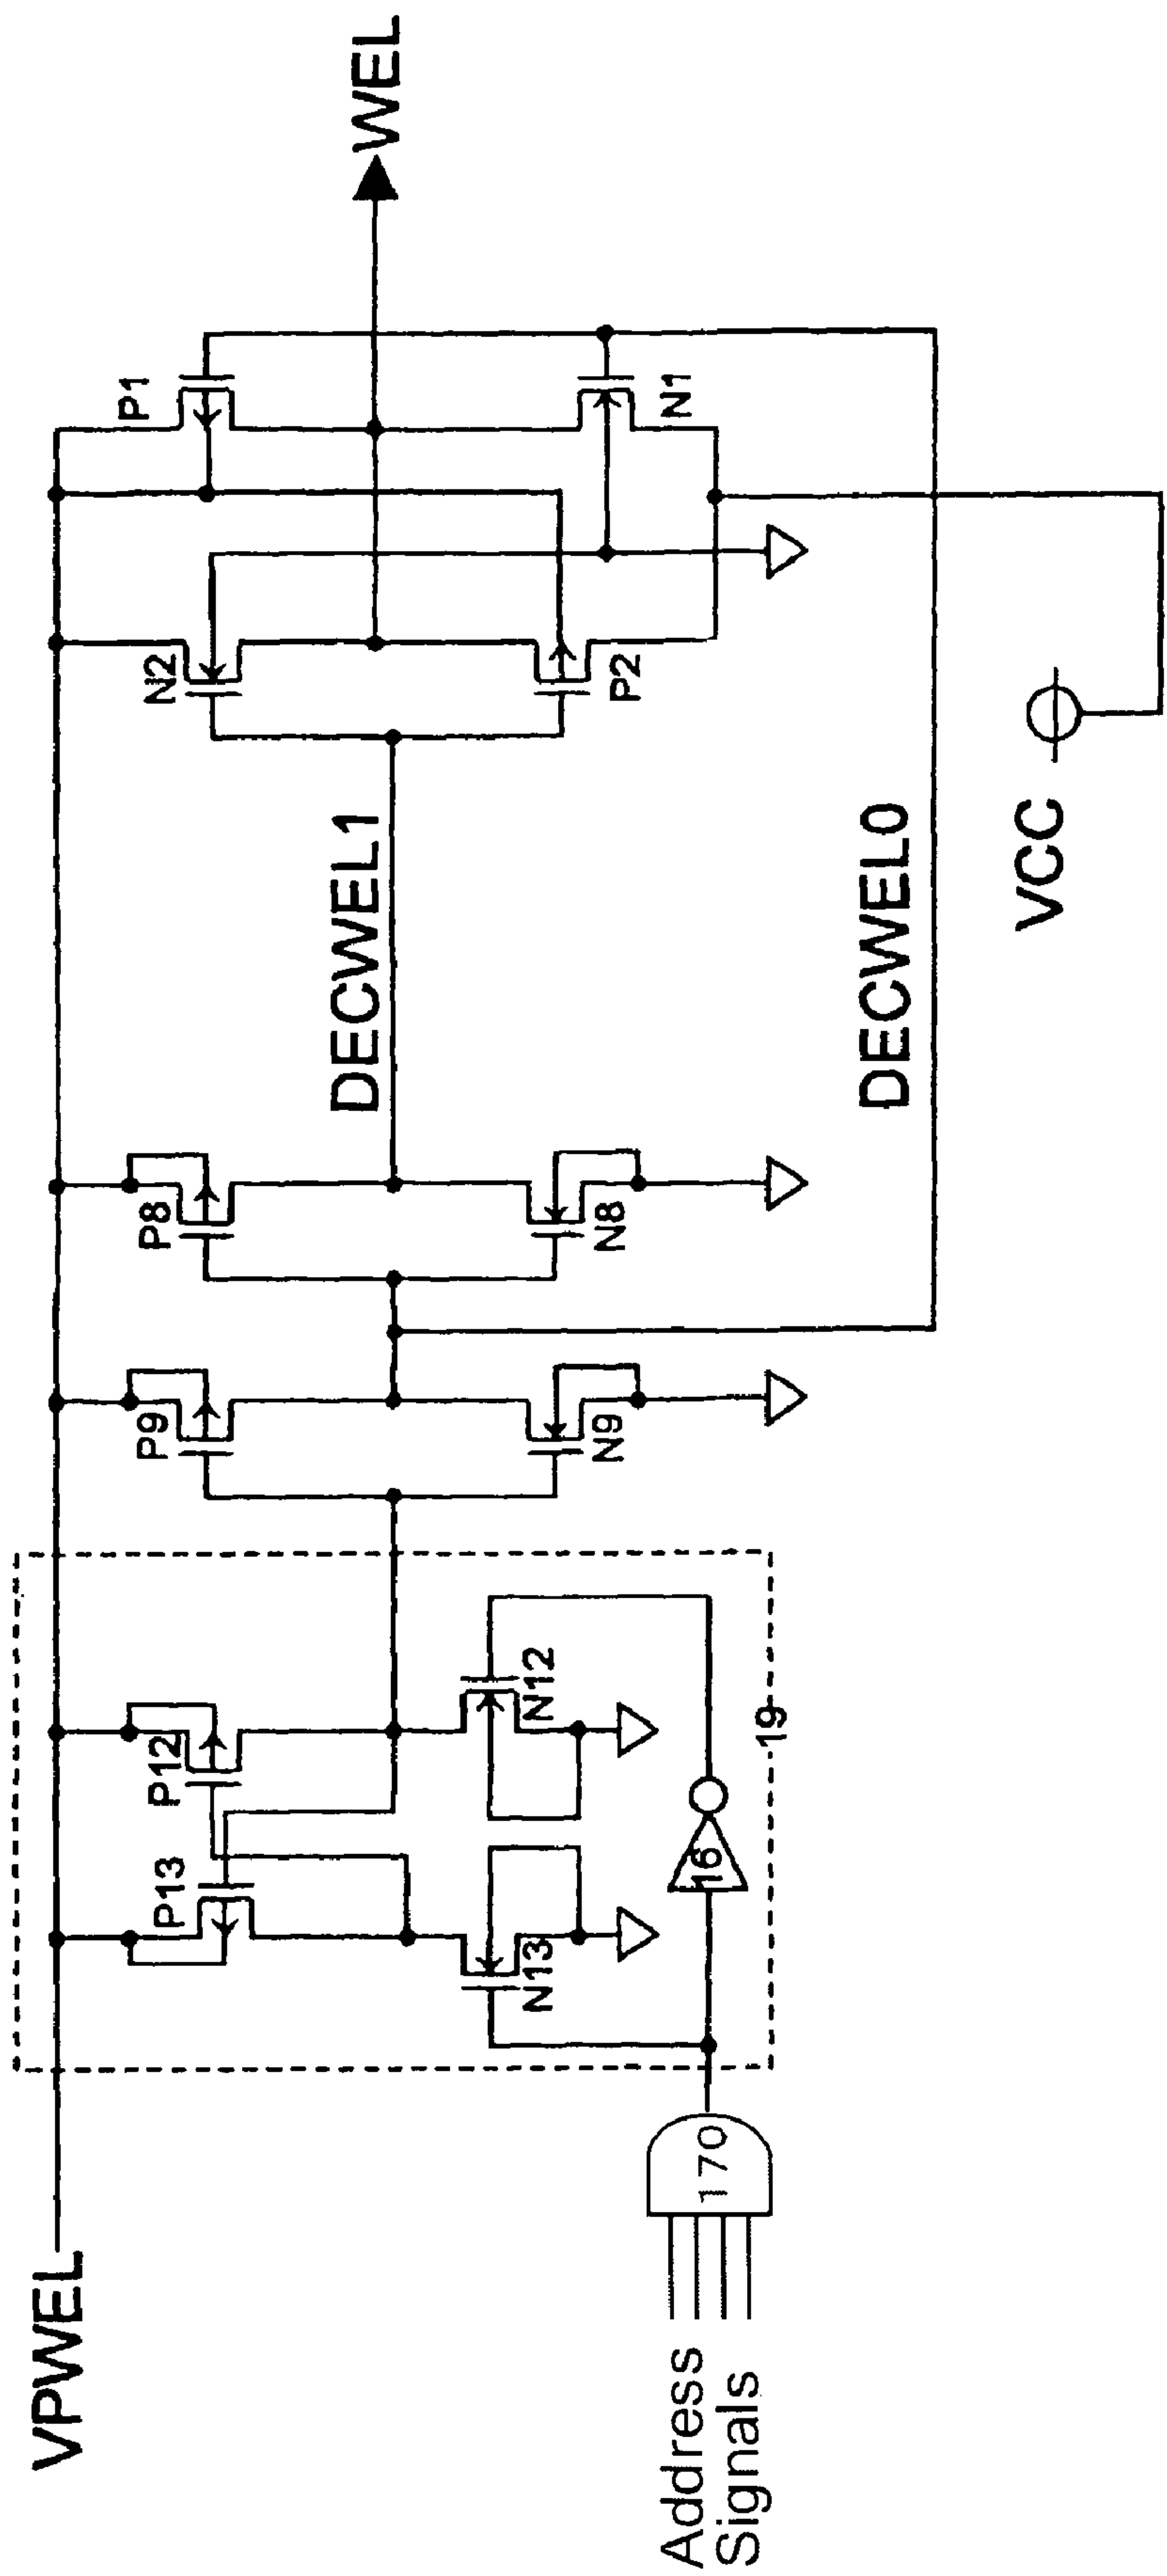 VPWEL
Address
Signals
170
P13
P12
N13
N12
16
19
P9
N9
P8
N8
DECWEL1
DECWEL0
VCC
N2
P2
P1
N1
WEL